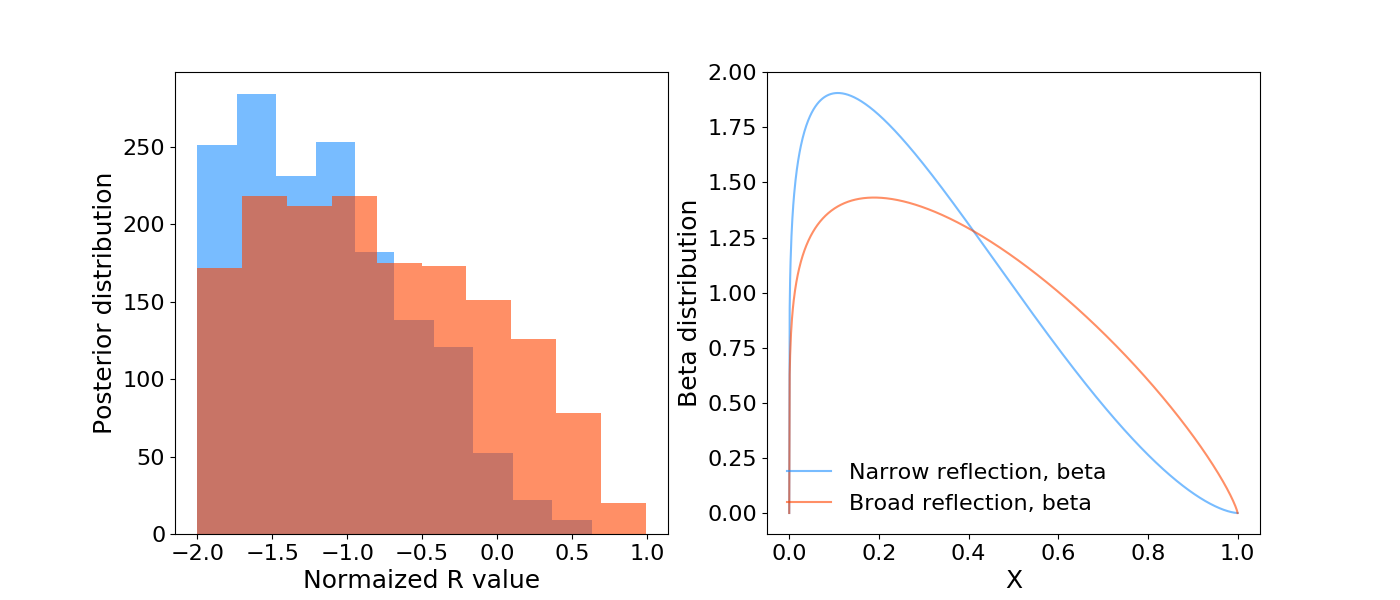 Posterior distribution
250
200
150
100
50
0
−2.0 −1.5 −1.0 −0.5 0.0 0.5 1.0
Normaized R value
Beta distribution
2.00
1.75
1.50
1.25
1.00
0.75
0.50
0.25
0.00
Narrow reflection, beta
Broad reflection, beta
0.0 0.2 0.4 0.6 0.8 1.0
X